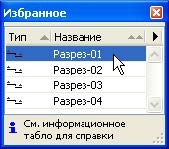 Избранное
Тип Название
Разрез-01
Разрез-02
Разрез-03
Разрез-04
См. информационное
табло для справки